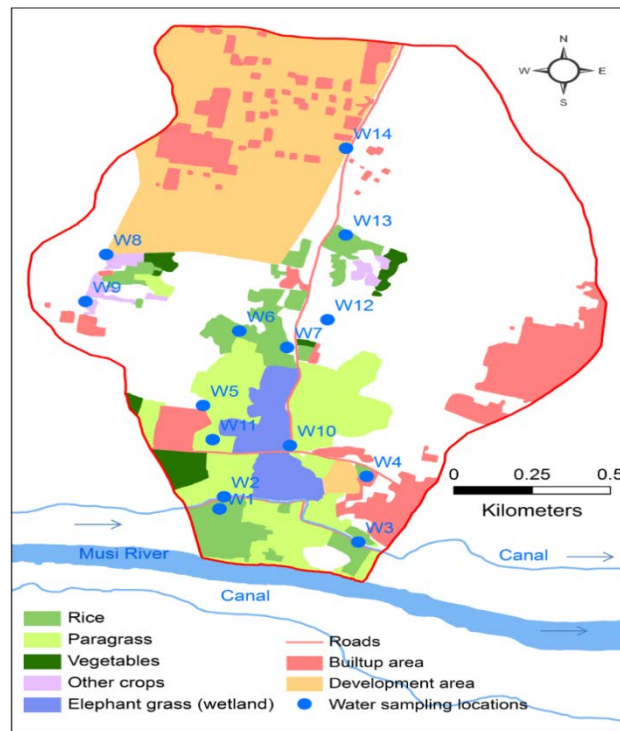 N
W E
S
W14
W13
W8
W9
W12
W6
W7
W5
W11
W10
W4
W2
W1
W3
0 0.25 0.5
Kilometers
Musi River
Canal
Canal
Rice
Paragrass
Vegetables
Other crops
Elephant grass (wetland)
Roads
Builtup area
Development area
Water sampling locations